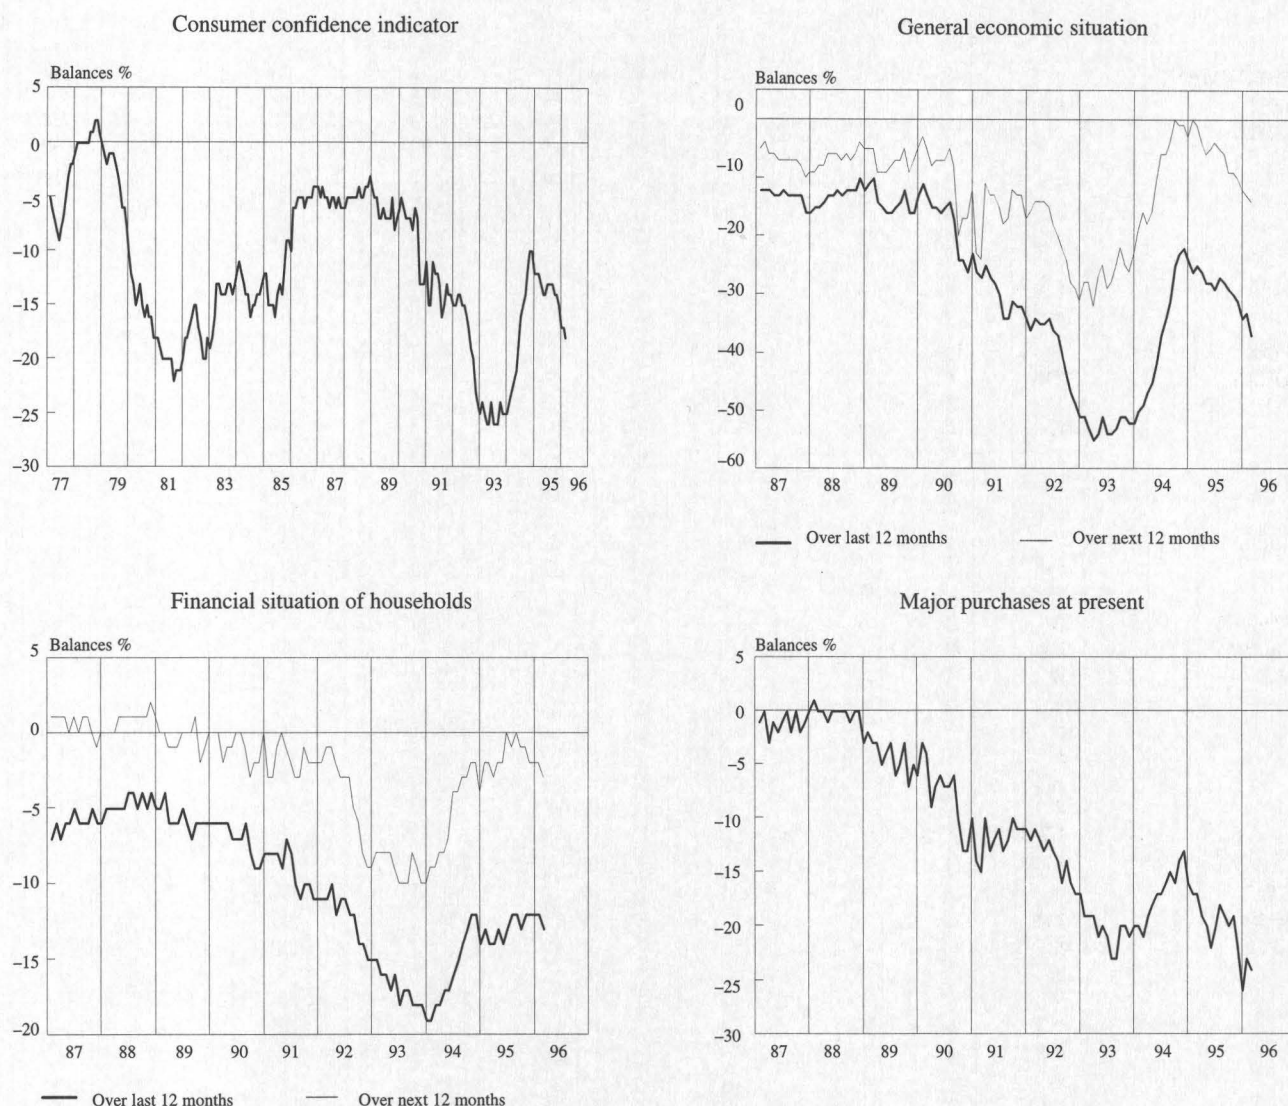 Consumer confidence indicator
Balances %
5
0
–5
–10
–15
–20
–25
–30
77 79 81 83 85 87 89 91 93 95 96
General economic situation
Balances %
0
–10
–20
–30
–40
–50
–60
87 88 89 90 91 92 93 94 95 96
Over last 12 months Over next 12 months
Financial situation of households
Balances %
5
0
–5
–10
–15
–20
87 88 89 90 91 92 93 94 95 96
Over last 12 months Over next 12 months
Major purchases at present
Balances %
5
0
–5
–10
–15
–20
–25
–30
87 88 89 90 91 92 93 94 95 96